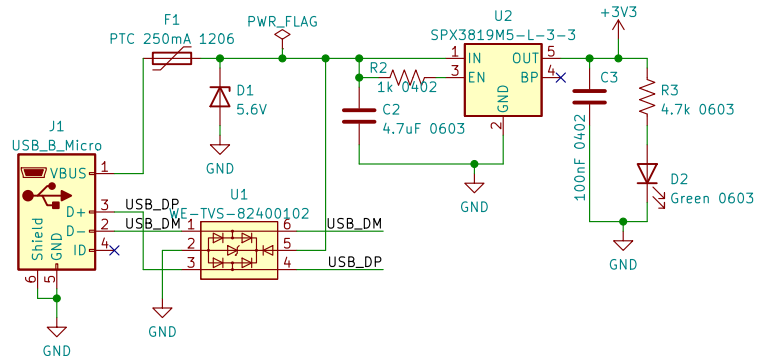 F1
PTC 250mA 1206
PWR_FLAG
U2
SPX3819M5-L-3-3
+3V3
1
IN
OUT
5
3
EN
BP
4
GND
2
R2
1k 0402
C2
4.7uF 0603
C3
100nF 0402
R3
4.7k 0603
D2
Green 0603
D1
5.6V
GND
GND
GND
J1
USB_B_Micro
VBUS
1
D+
3
D-
2
ID
4
Shield
GND
6
5
GND
USB_DP
USB_DM
U1
WE-TVS-82400102
1
6
2
5
3
4
USB_DM
USB_DP
GND